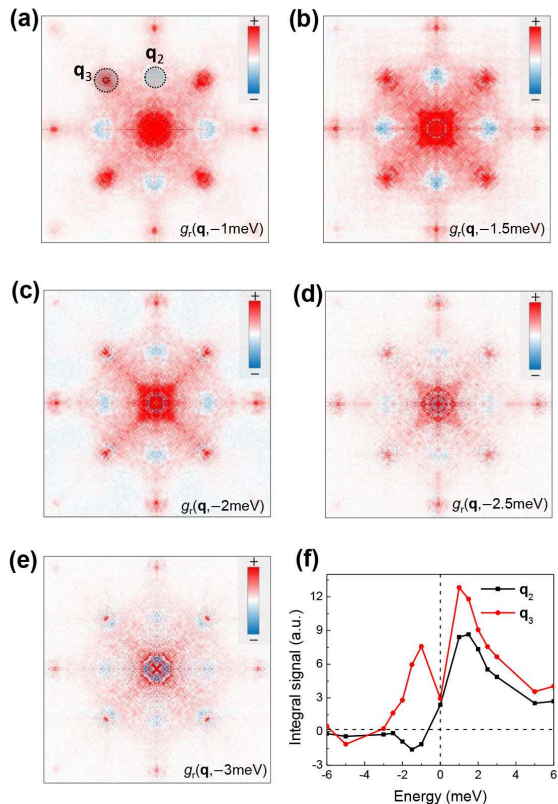 (a)
q3
q2
+
−
gr(q,−1meV)
(b)
+
−
gr(q,−1.5meV)
(c)
+
−
gr(q,−2meV)
(d)
+
−
gr(q,−2.5meV)
(e)
+
−
gr(q,−3meV)
(f)
Integral signal (a.u.)
12
9
6
3
0
-3
q2
q3
-6 -4 -2 0 2 4 6
Energy (meV)